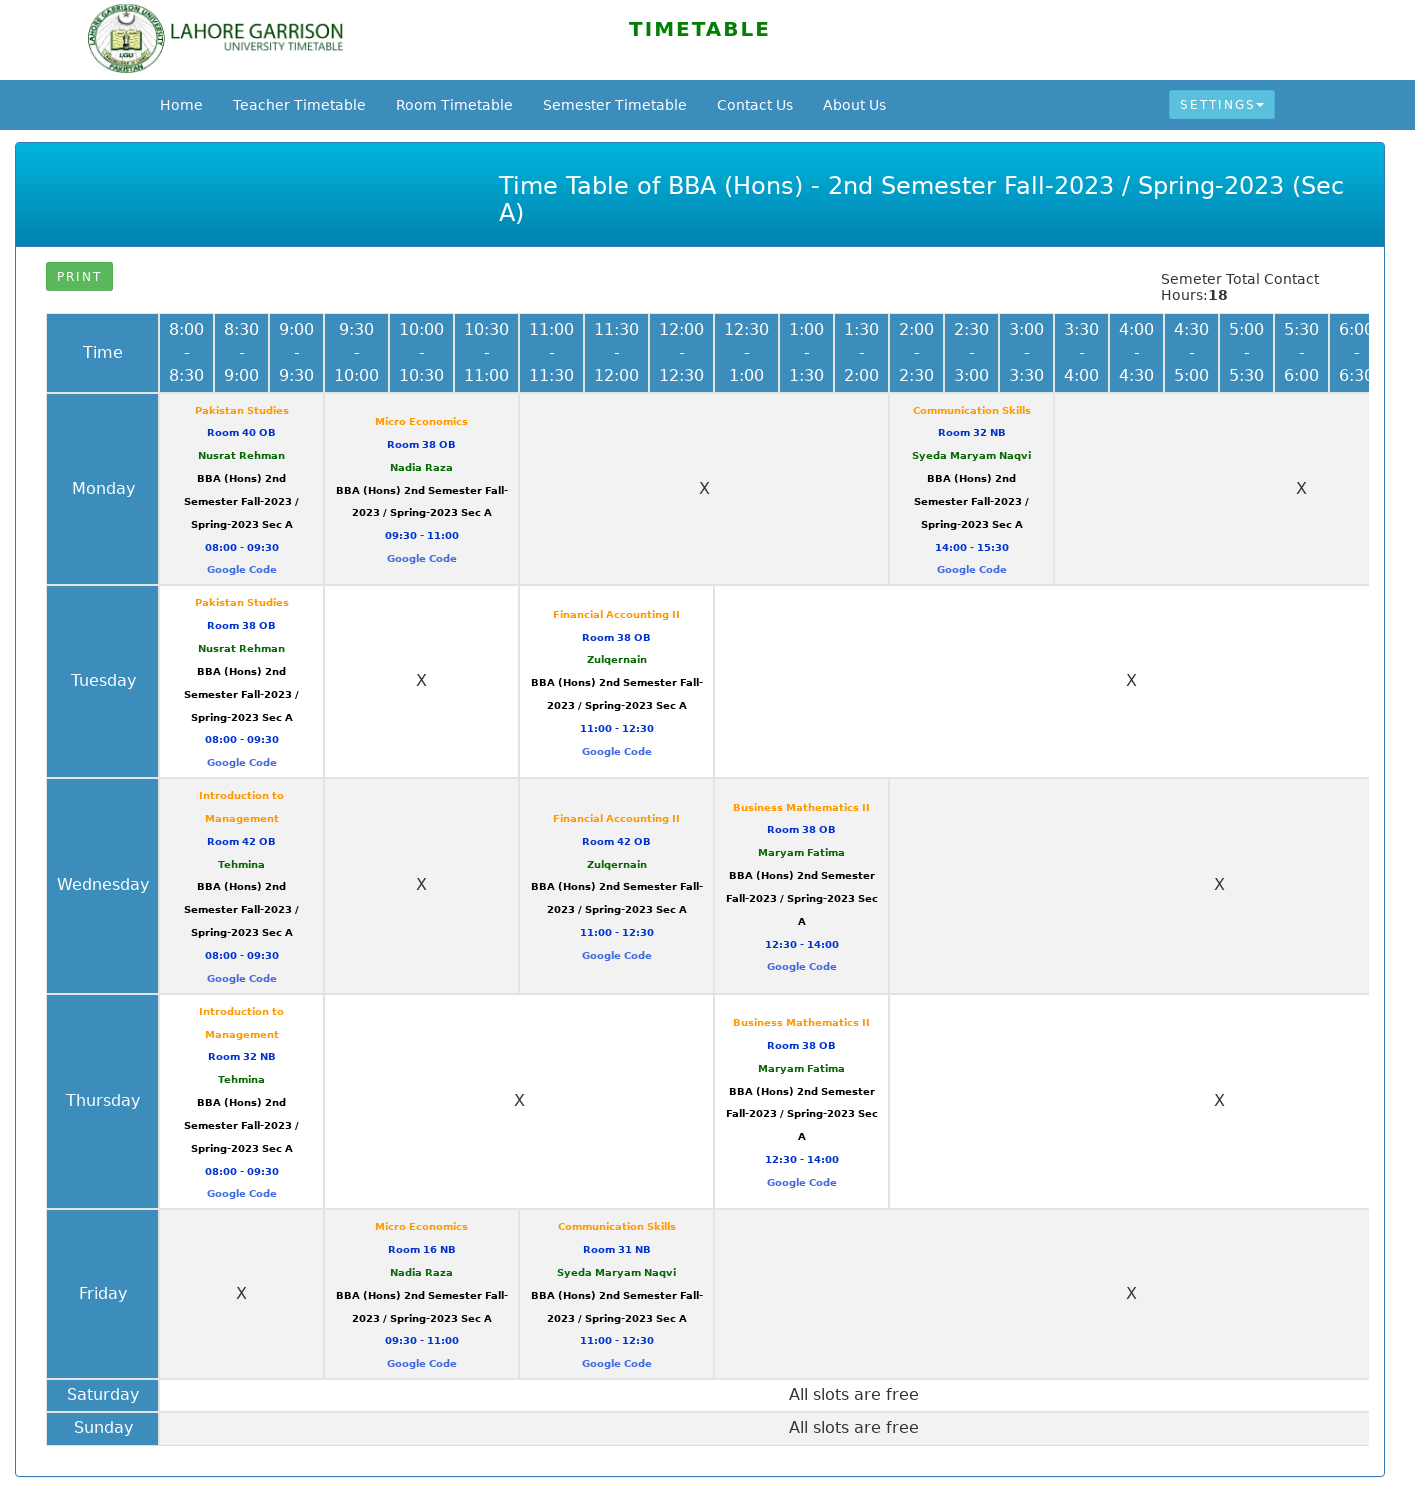 LAHORE GARRISON
UNIVERSITY TIMETABLE
TIMETABLE
Home Teacher Timetable Room Timetable Semester Timetable Contact Us About Us SETTINGS
Time Table of BBA (Hons) - 2nd Semester Fall-2023 / Spring-2023 (Sec
A)
PRINT
Semeter Total Contact
Hours:18
Time
8:00 - 8:30
8:30 - 9:00
9:00 - 9:30
9:30 - 10:00
10:00 - 10:30
10:30 - 11:00
11:00 - 11:30
11:30 - 12:00
12:00 - 12:30
12:30 - 1:00
1:00 - 1:30
1:30 - 2:00
2:00 - 2:30
2:30 - 3:00
3:00 - 3:30
3:30 - 4:00
4:00 - 4:30
4:30 - 5:00
5:00 - 5:30
5:30 - 6:00
6:00 - 6:30
Monday
Pakistan Studies
Room 40 OB
Nusrat Rehman
BBA (Hons) 2nd
Semester Fall-2023 /
Spring-2023 Sec A
08:00 - 09:30
Google Code
Micro Economics
Room 38 OB
Nadia Raza
BBA (Hons) 2nd Semester Fall-
2023 / Spring-2023 Sec A
09:30 - 11:00
Google Code
X
Communication Skills
Room 32 NB
Syeda Maryam Naqvi
BBA (Hons) 2nd
Semester Fall-2023 /
Spring-2023 Sec A
14:00 - 15:30
Google Code
X
Tuesday
Pakistan Studies
Room 38 OB
Nusrat Rehman
BBA (Hons) 2nd
Semester Fall-2023 /
Spring-2023 Sec A
08:00 - 09:30
Google Code
X
Financial Accounting II
Room 38 OB
Zulqernain
BBA (Hons) 2nd Semester Fall-
2023 / Spring-2023 Sec A
11:00 - 12:30
Google Code
X
Wednesday
Introduction to
Management
Room 42 OB
Tehmina
BBA (Hons) 2nd
Semester Fall-2023 /
Spring-2023 Sec A
08:00 - 09:30
Google Code
X
Financial Accounting II
Room 42 OB
Zulqernain
BBA (Hons) 2nd Semester Fall-
2023 / Spring-2023 Sec A
11:00 - 12:30
Google Code
Business Mathematics II
Room 38 OB
Maryam Fatima
BBA (Hons) 2nd Semester
Fall-2023 / Spring-2023 Sec
A
12:30 - 14:00
Google Code
X
Thursday
Introduction to
Management
Room 32 NB
Tehmina
BBA (Hons) 2nd
Semester Fall-2023 /
Spring-2023 Sec A
08:00 - 09:30
Google Code
X
Business Mathematics II
Room 38 OB
Maryam Fatima
BBA (Hons) 2nd Semester
Fall-2023 / Spring-2023 Sec
A
12:30 - 14:00
Google Code
X
Friday
X
Micro Economics
Room 16 NB
Nadia Raza
BBA (Hons) 2nd Semester Fall-
2023 / Spring-2023 Sec A
09:30 - 11:00
Google Code
Communication Skills
Room 31 NB
Syeda Maryam Naqvi
BBA (Hons) 2nd Semester Fall-
2023 / Spring-2023 Sec A
11:00 - 12:30
Google Code
X
Saturday
All slots are free
Sunday
All slots are free